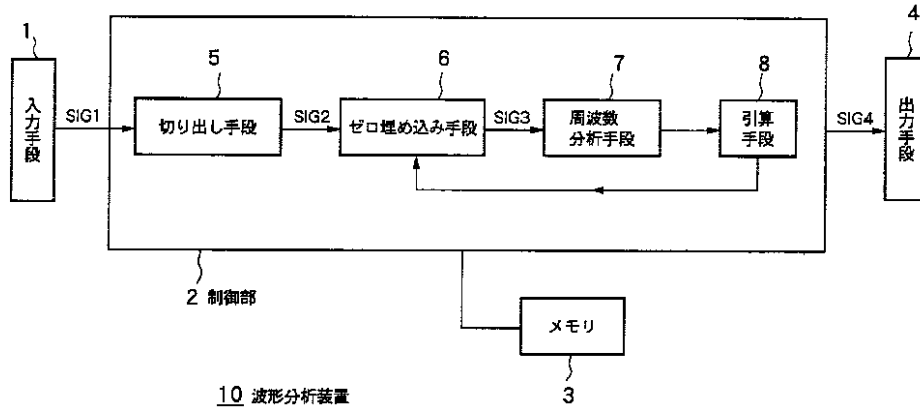 1
入力手段
SIG1
5
切り出し手段
SIG2
6
ゼロ埋め込み手段
SIG3
7
周波数
分析手段
8
引算
手段
SIG4
4
出力手段
2 制御部
メモリ
3
10 波形分析装置